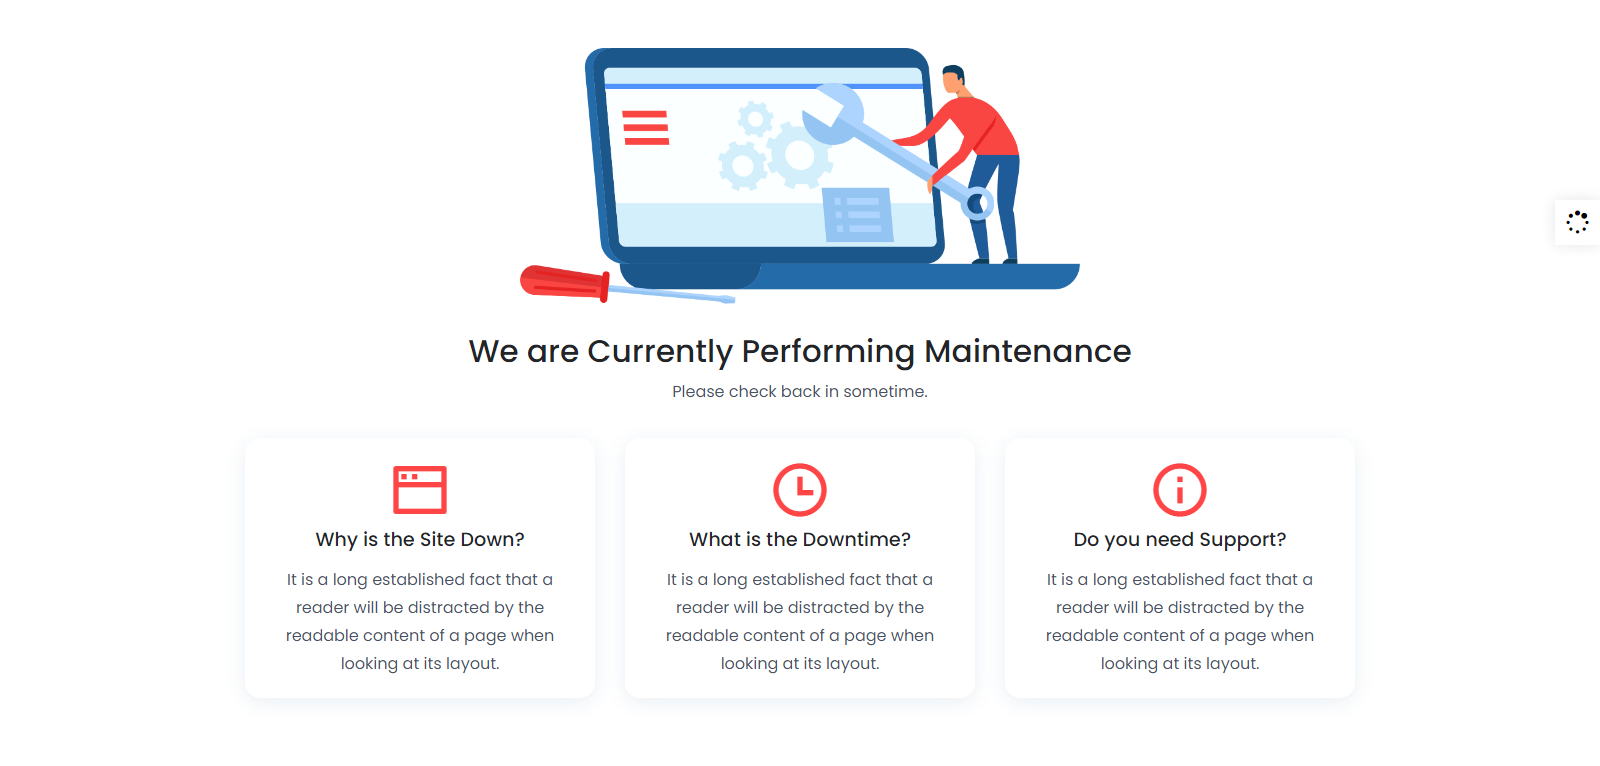 We are Currently Performing Maintenance
Please check back in sometime.
Why is the Site Down?
It is a long established fact that a
reader will be distracted by the
readable content of a page when
looking at its layout.
What is the Downtime?
It is a long established fact that a
reader will be distracted by the
readable content of a page when
looking at its layout.
Do you need Support?
It is a long established fact that a
reader will be distracted by the
readable content of a page when
looking at its layout.